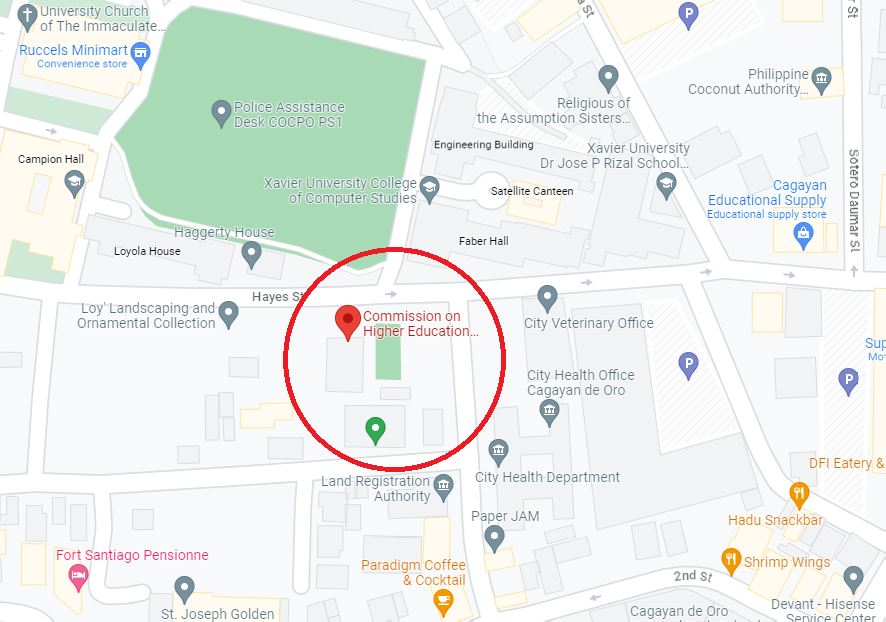 University Church
of The Immaculate...
Ruccels Minimart
Convenience store
P
Police Assistance
Desk COCPO PS1
Religious of
the Assumption Sisters...
Philippine
Coconut Authority...
Engineering Building
Campion Hall
Xavier University
Dr Jose P Rizal School...
Xavier University College
of Computer Studies
Satellite Canteen
Cagayan
Educational Supply
Educational supply store
Sotero Daumar St
Haggerty House
Loyola House
Faber Hall
Hayes St
Loy' Landscaping and
Ornamental Collection
Commission on
Higher Education...
City Veterinary Office
City Health Office
Cagayan de Oro
P
P
Sup
Mot
City Health Department
Land Registration
Authority
DFI Eatery &
Hadu Snackbar
Paper JAM
Fort Santiago Pensionne
Paradigm Coffee
& Cocktail
Shrimp Wings
2nd St
St. Joseph Golden
Cagayan de Oro
Devant - Hisense
Service Center